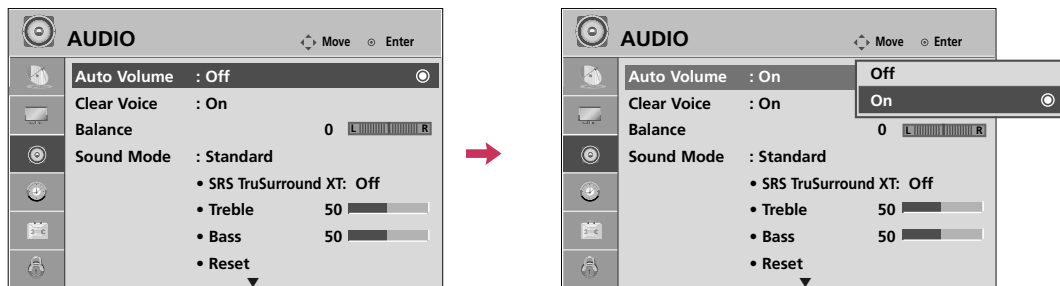 AUDIO
Move Enter
Auto Volume : Off
Clear Voice : On
Balance 0 L R
Sound Mode : Standard
• SRS TruSurround XT: Off
• Treble 50
• Bass 50
• Reset
AUDIO
Move Enter
Auto Volume : On
Off
On
Clear Voice : On
Balance 0 L R
Sound Mode : Standard
• SRS TruSurround XT: Off
• Treble 50
• Bass 50
• Reset